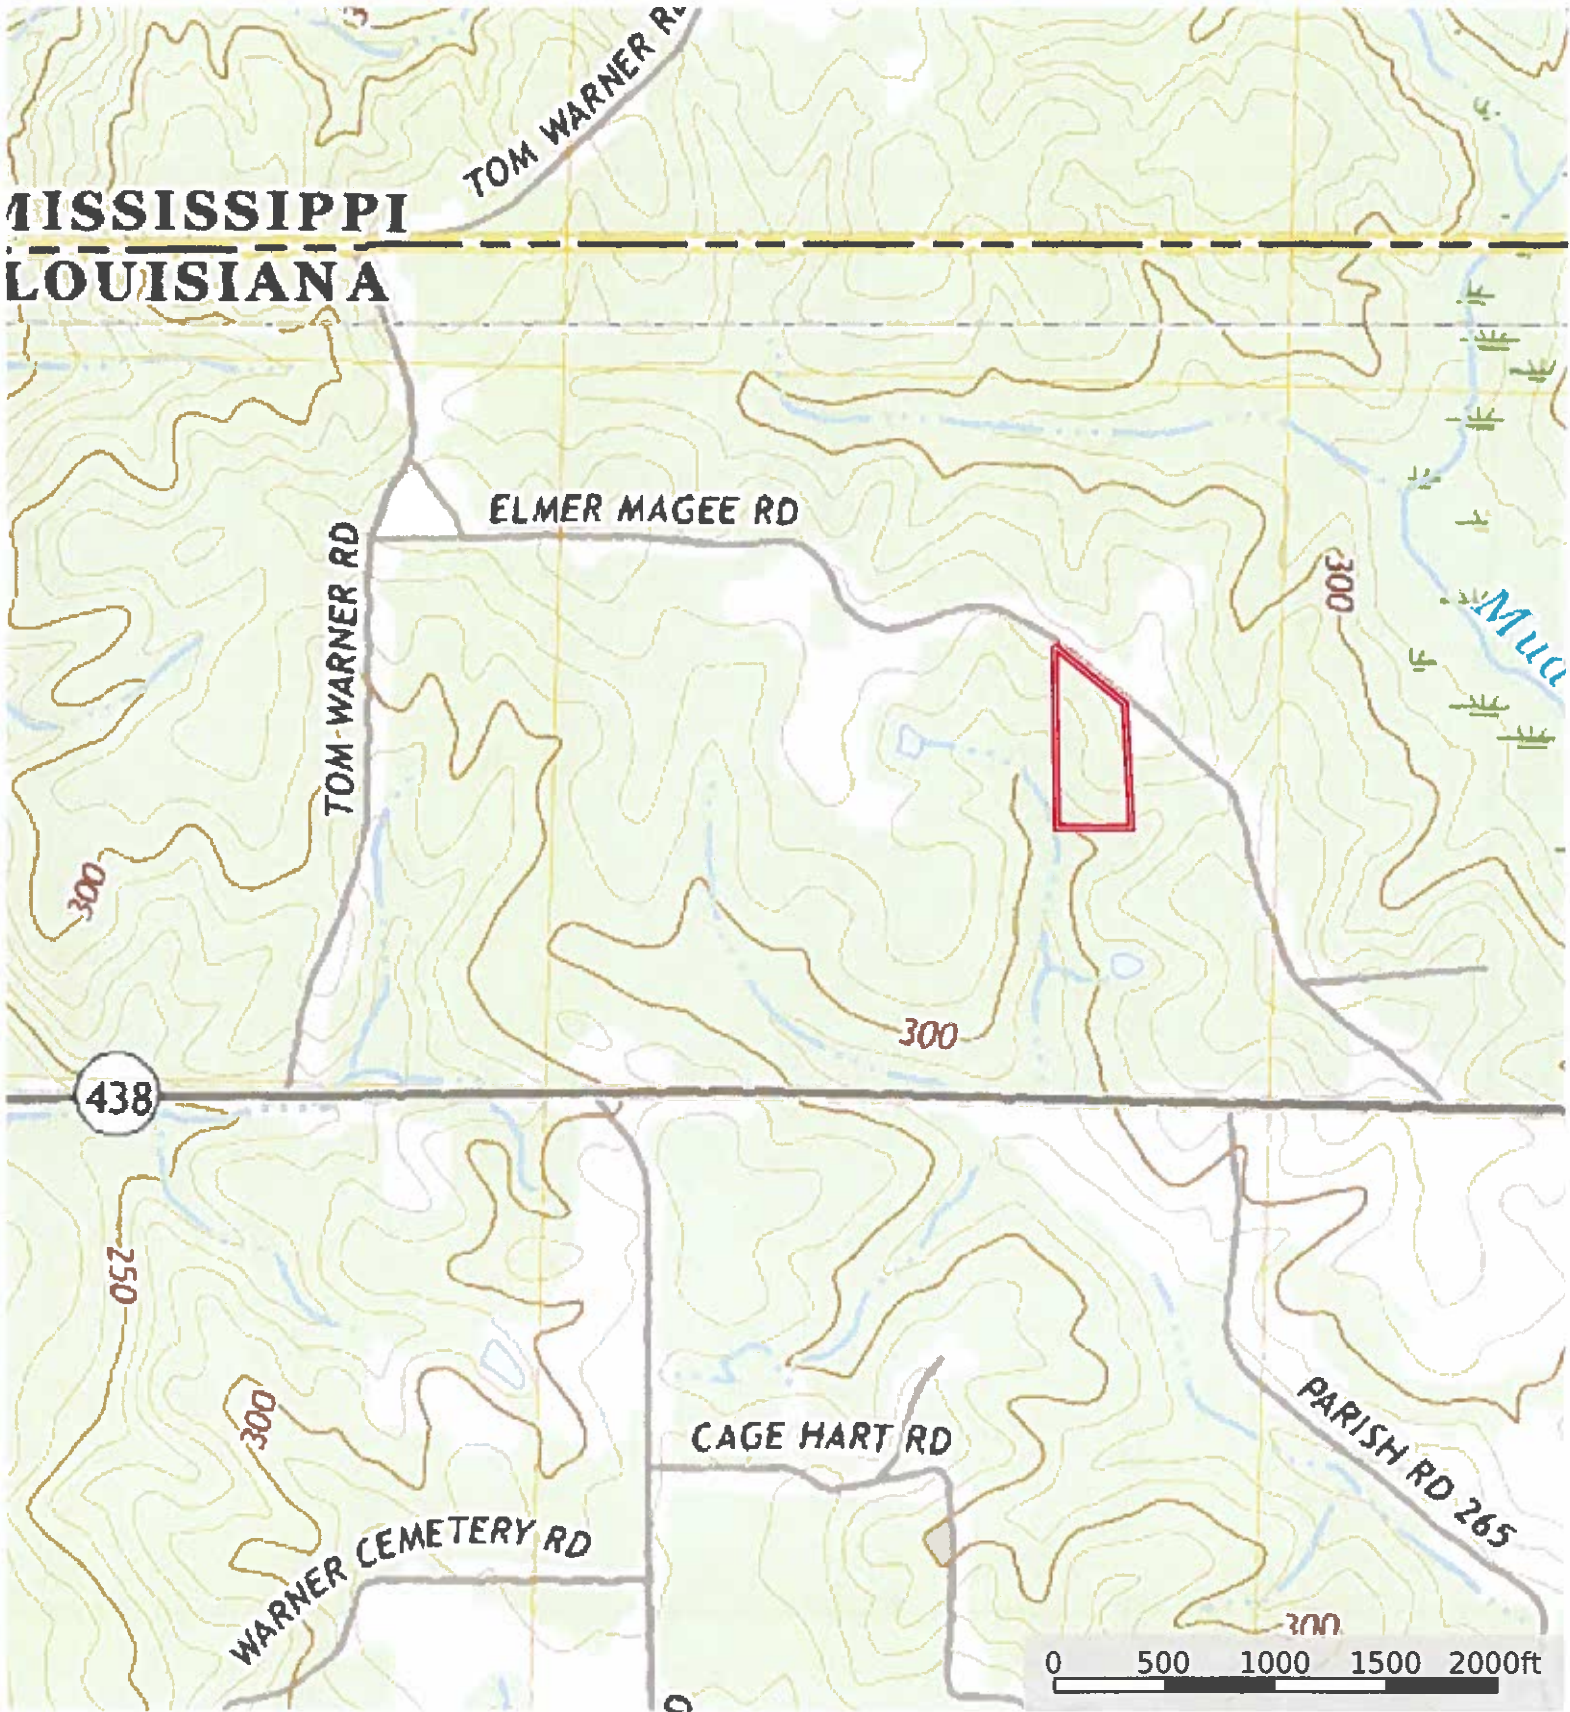 TOM WARNER RD
MISSISSIPPI
LOUISIANA
ELMER MAGEE RD
TOM WARNER RD
300
300
300
438
250
300
CAGE HART RD
PARISH RD 265
WARNER CEMETERY RD
300
0 500 1000 1500 2000ft